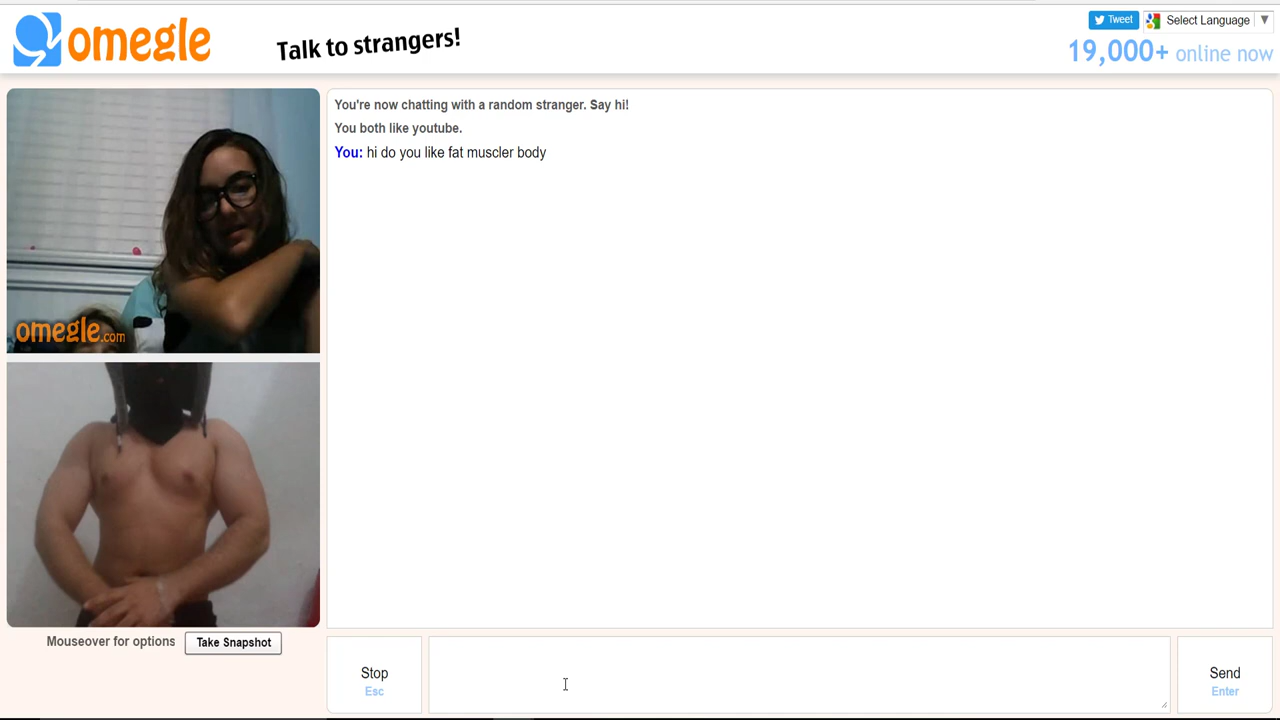 omegle
Talk to strangers!
Tweet
Select Language ▼
19,000+ online now
You're now chatting with a random stranger. Say hi!
You both like youtube.
You: hi do you like fat muscler body
omegle.com
Mouseover for options
Take Snapshot
Stop
Esc
Send
Enter